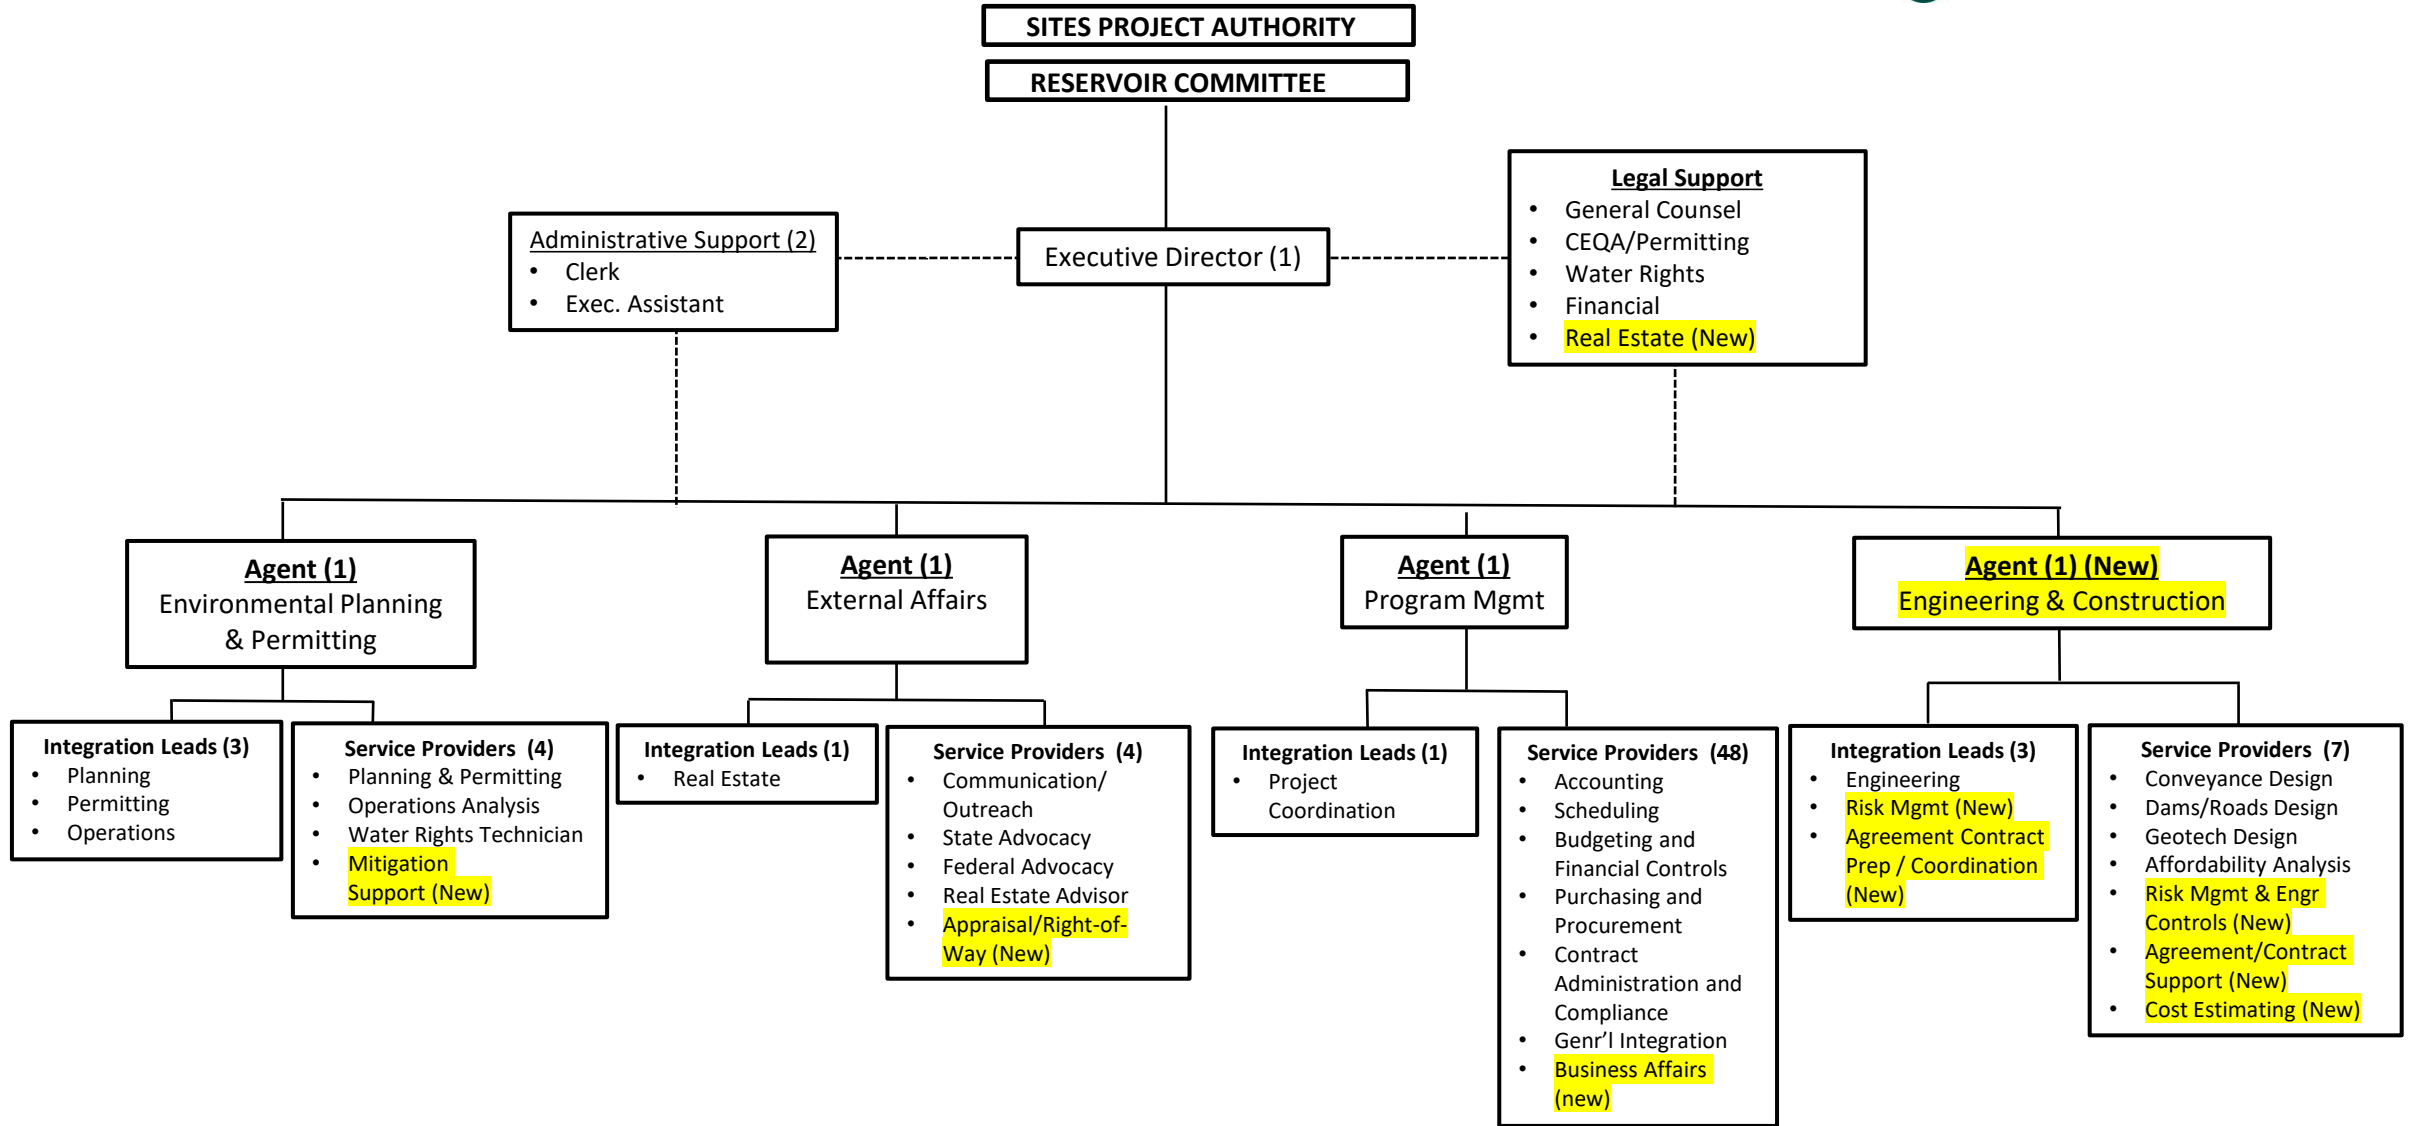 SITES PROJECT AUTHORITY
RESERVOIR COMMITTEE
Legal Support
• General Counsel
• CEQA/Permitting
• Water Rights
• Financial
• Real Estate (New)
Administrative Support (2)
• Clerk
• Exec. Assistant
Executive Director (1)
Agent (1)
Environmental Planning
& Permitting
Agent (1)
External Affairs
Agent (1)
Program Mgmt
Agent (1) (New)
Engineering & Construction
Integration Leads (3)
• Planning
• Permitting
• Operations
Service Providers (4)
• Planning & Permitting
• Operations Analysis
• Water Rights Technician
• Mitigation
Support (New)
Integration Leads (1)
• Real Estate
Service Providers (4)
• Communication/
Outreach
• State Advocacy
• Federal Advocacy
• Real Estate Advisor
• Appraisal/Right-of-
Way (New)
Integration Leads (1)
• Project
Coordination
Service Providers (48)
• Accounting
• Scheduling
• Budgeting and
Financial Controls
• Purchasing and
Procurement
• Contract
Administration and
Compliance
• Genr'l Integration
• Business Affairs
(new)
Integration Leads (3)
• Engineering
• Risk Mgmt (New)
• Agreement Contract
Prep / Coordination
(New)
Service Providers (7)
• Conveyance Design
• Dams/Roads Design
• Geotech Design
• Affordability Analysis
• Risk Mgmt & Engr
Controls (New)
• Agreement/Contract
Support (New)
• Cost Estimating (New)